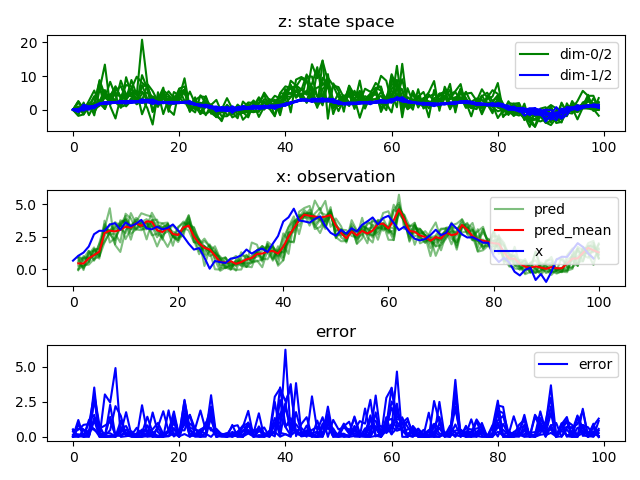 z: state space
20
10
0
dim-0/2
dim-1/2
0 20 40 60 80 100
x: observation
5.0
2.5
0.0
pred
pred_mean
x
0 20 40 60 80 100
error
5.0
2.5
0.0
error
0 20 40 60 80 100